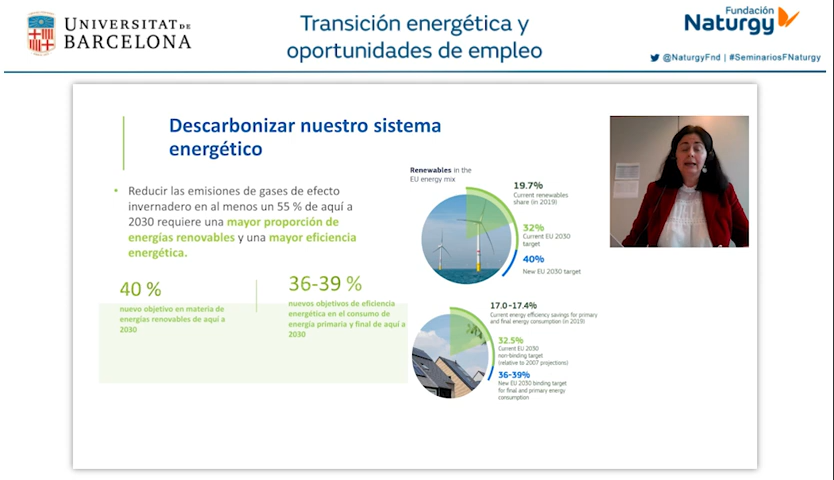 UNIVERSITAT DE
BARCELONA
Transición energética y
oportunidades de empleo
Fundación
Naturgy
@NaturgyFnd | #SeminariosFNaturgy
Descarbonizar nuestro sistema
energético
• Reducir las emisiones de gases de efecto
invernadero en al menos un 55 % de aquí a
2030 requiere una mayor proporción de
energías renovables y una mayor eficiencia
energética.
40 %
nuevo objetivo en materia de
energías renovables de aquí a
2030
36-39 %
nuevos objetivos de eficiencia
energética en el consumo de
energía primaria y final de aquí a
2030
Renewables in the
EU energy mix
19.7%
Current renewables
share (in 2019)
32%
Current EU 2030
target
40%
New EU 2030 target
17.0-17.4%
Current energy efficiency savings for primary
and final energy consumption (in 2019)
32.5%
Current EU 2030
non-binding target
(relative to 2007 projections)
36-39%
New EU 2030 binding target
for final and primary energy
consumption